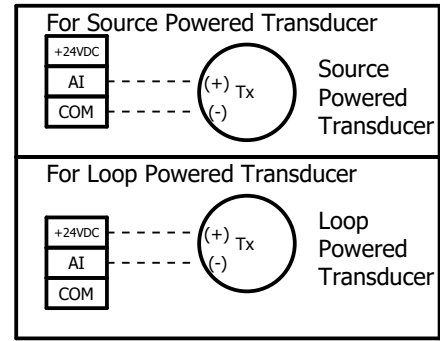 For Source Powered Transducer
+24VDC
AI
COM
(+)
Tx
(-)
Source
Powered
Transducer
For Loop Powered Transducer
+24VDC
AI
COM
(+)
Tx
(-)
Loop
Powered
Transducer